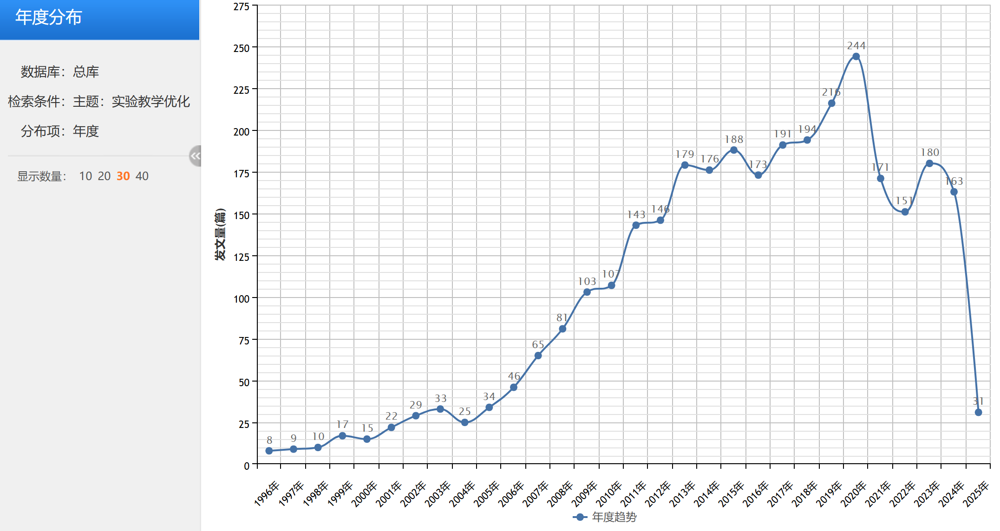 年度分布
数据库：总库
检索条件：主题：实验教学优化
分布项：年度
显示数量： 10 20 30 40
发文量(篇)
275
250
225
200
175
150
125
100
75
50
25
0
8
9
10
17
15
22
29
33
25
34
46
65
81
103
107
143
146
179
176
188
173
191
194
216
244
171
151
180
163
31
1996年
1997年
1998年
1999年
2000年
2001年
2002年
2003年
2004年
2005年
2006年
2007年
2008年
2009年
2010年
2011年
2012年
2013年
2014年
2015年
2016年
2017年
2018年
2019年
2020年
2021年
2022年
2023年
2024年
2025年
年度趋势